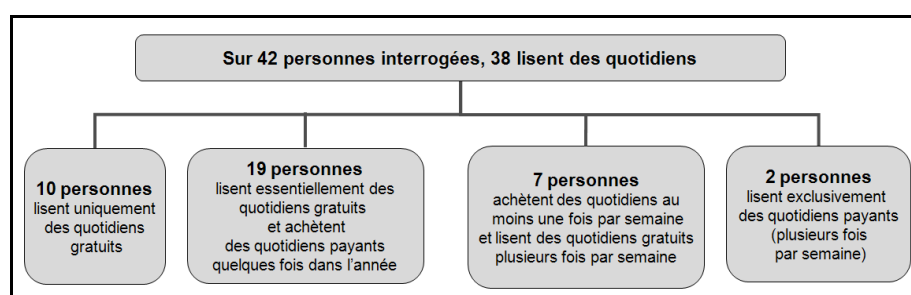 Sur 42 personnes interrogées, 38 lisent des quotidiens
10 personnes
lisent uniquement
des quotidiens
gratuits
19 personnes
lisent essentiellement des
quotidiens gratuits
et achètent
des quotidiens payants
quelques fois dans l'année
7 personnes
achètent des quotidiens au
moins une fois par semaine
et lisent des quotidiens gratuits
plusieurs fois par semaine
2 personnes
lisent exclusivement
des quotidiens payants
(plusieurs fois
par semaine)